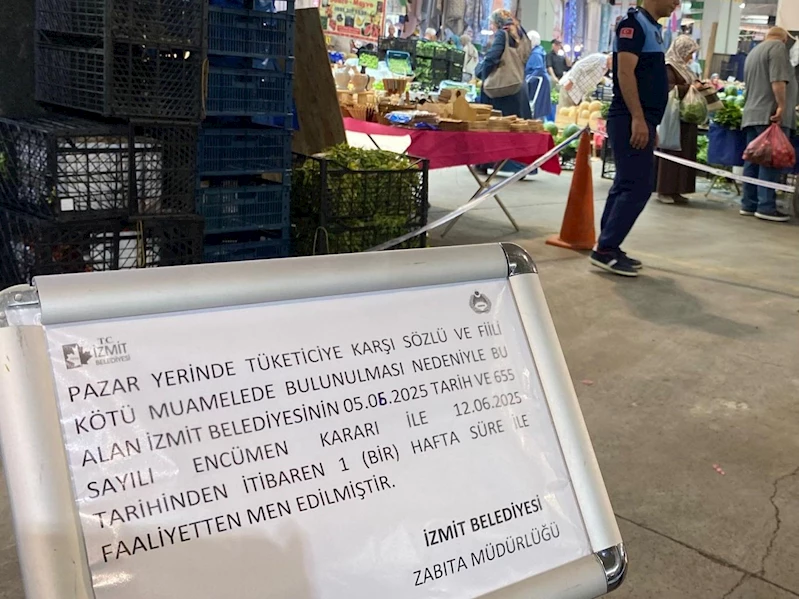 T.C.
İZMİT
BELEDİYESİ
PAZAR YERİNDE TÜKETİCİYE KARŞI SÖZLÜ VE FİİLİ
KÖTÜ MUAMELEDE BULUNULMASI NEDENİYLE BU
ALAN İZMİT BELEDİYESİNİN 05.06.2025 TARİH VE 655
SAYILI ENCÜMEN KARARI İLE 12.06.2025
TARİHİNDEN İTİBAREN 1 (BİR) HAFTA SÜRE İLE
FAALİYETTEN MEN EDİLMİŞTİR.
İZMİT BELEDİYESİ
ZABITA MÜDÜRLÜĞÜ